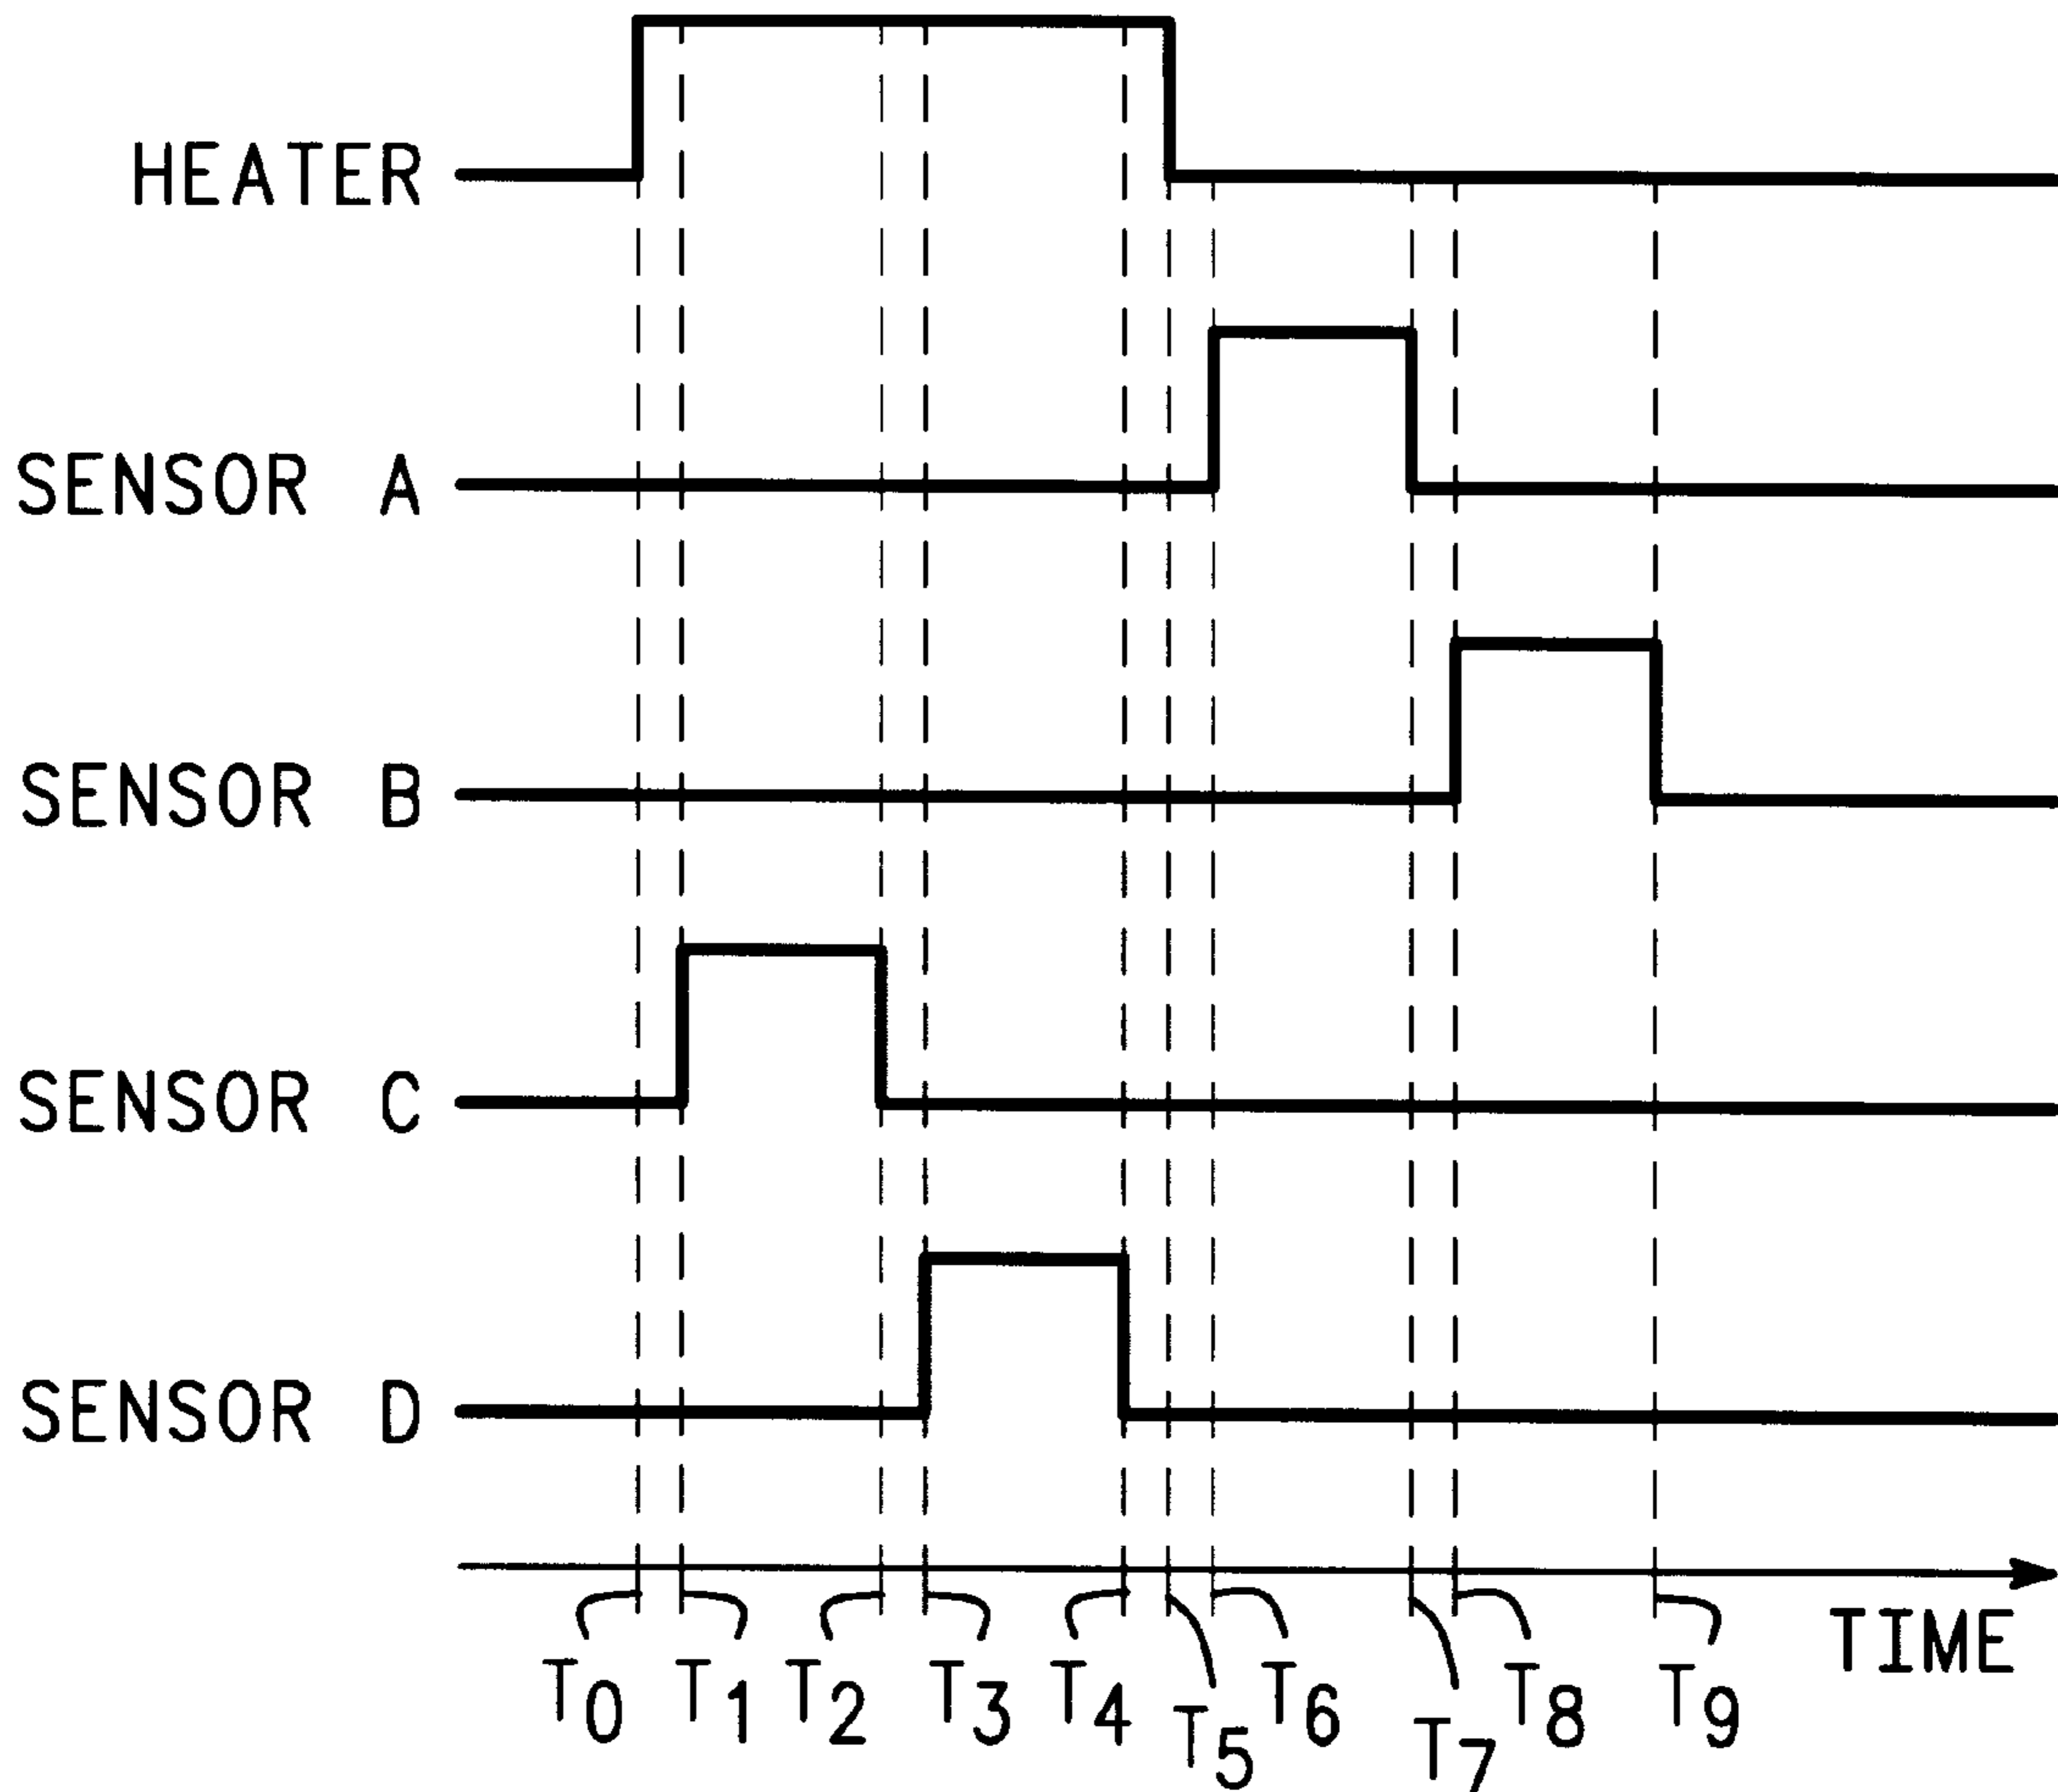 HEATER
SENSOR A
SENSOR B
SENSOR C
SENSOR D
T0 T1 T2 T3 T4 T5 T6 T7 T8 T9 TIME